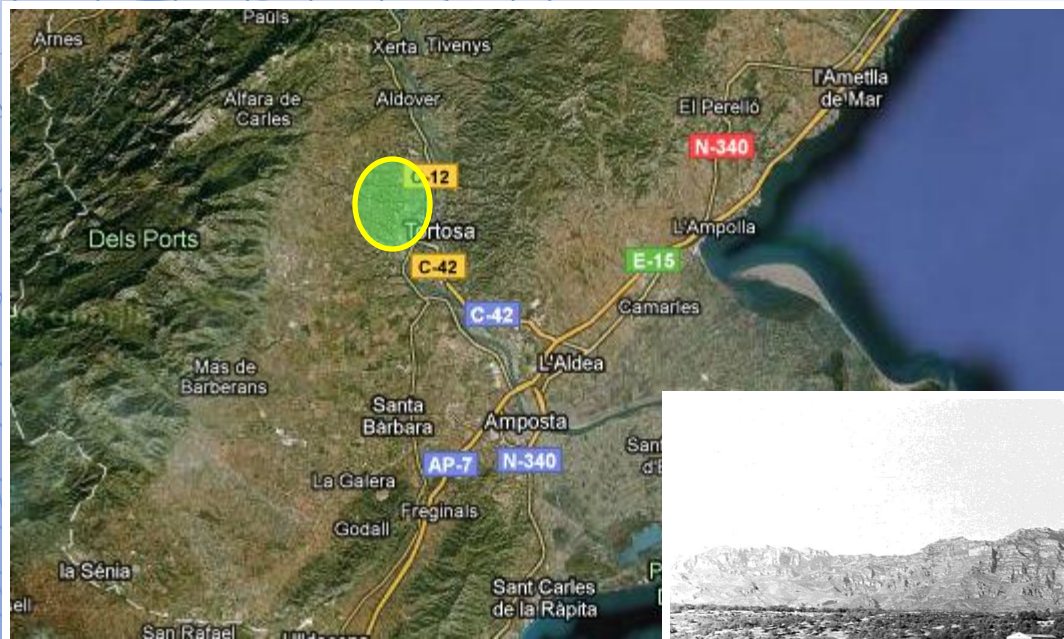 Paüls
Arnes
Xerta Tivenys
l'Ametlla
de Mar
Alfara de
Carles
Aldover
El Perelló
N-340
C-12
Tortosa
L'Ampolla
Dels Ports
E-15
C-42
Camarles
C-42
L'Aldea
Mas de
Barberans
Santa
Bàrbara
Amposta
Sant
AP-7
N-340
La Galera
Freginals
Godall
la Sénia
Sant Carles
de la Ràpita
San Rafael